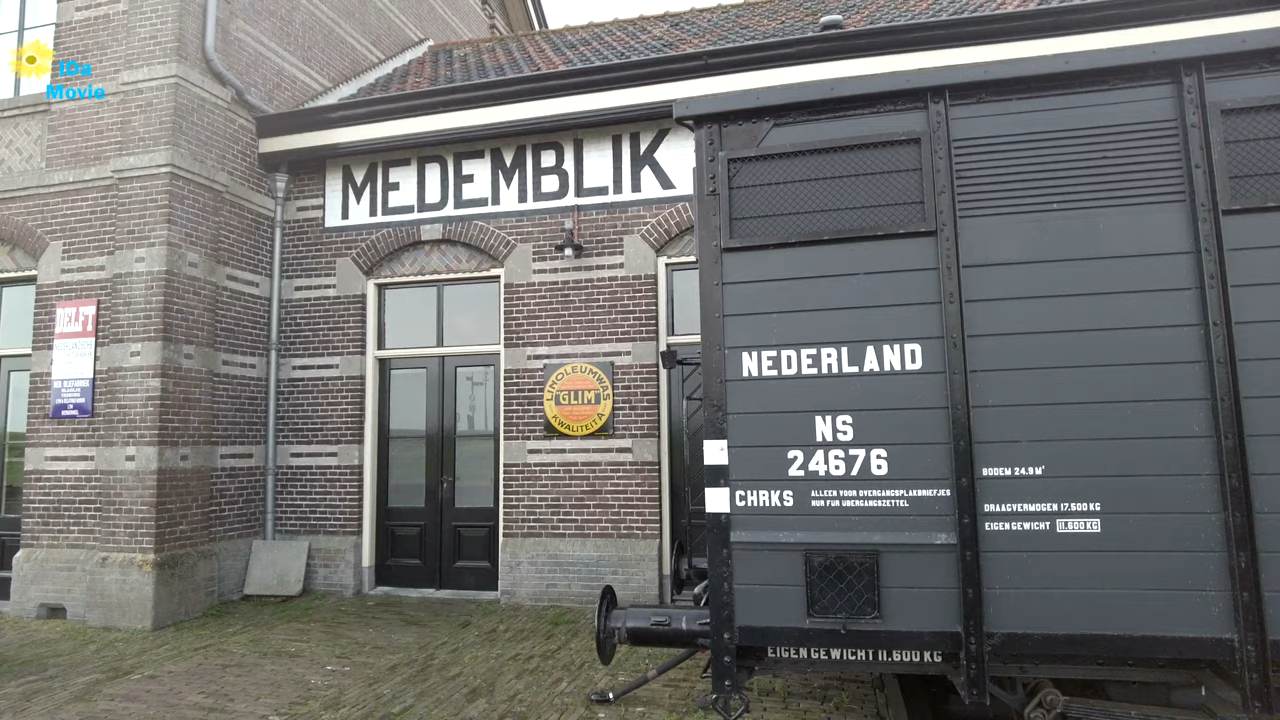 IDa
Movie
MEDEMBLIK
DELFT
LINOLEUMWAS
"GLIM"
KWALITEIT A
NEDERLAND
NS
24676
CHRKS
ALLEEN VOOR OVERGANGSPLAKBRIEFJES
NUR FUR UBERGANGSZETTEL
BODEM 24.9 M²
DRAAGVERMOGEN 17.500 KG
EIGEN GEWICHT 11.600 KG
EIGEN GEWICHT 11.600 KG